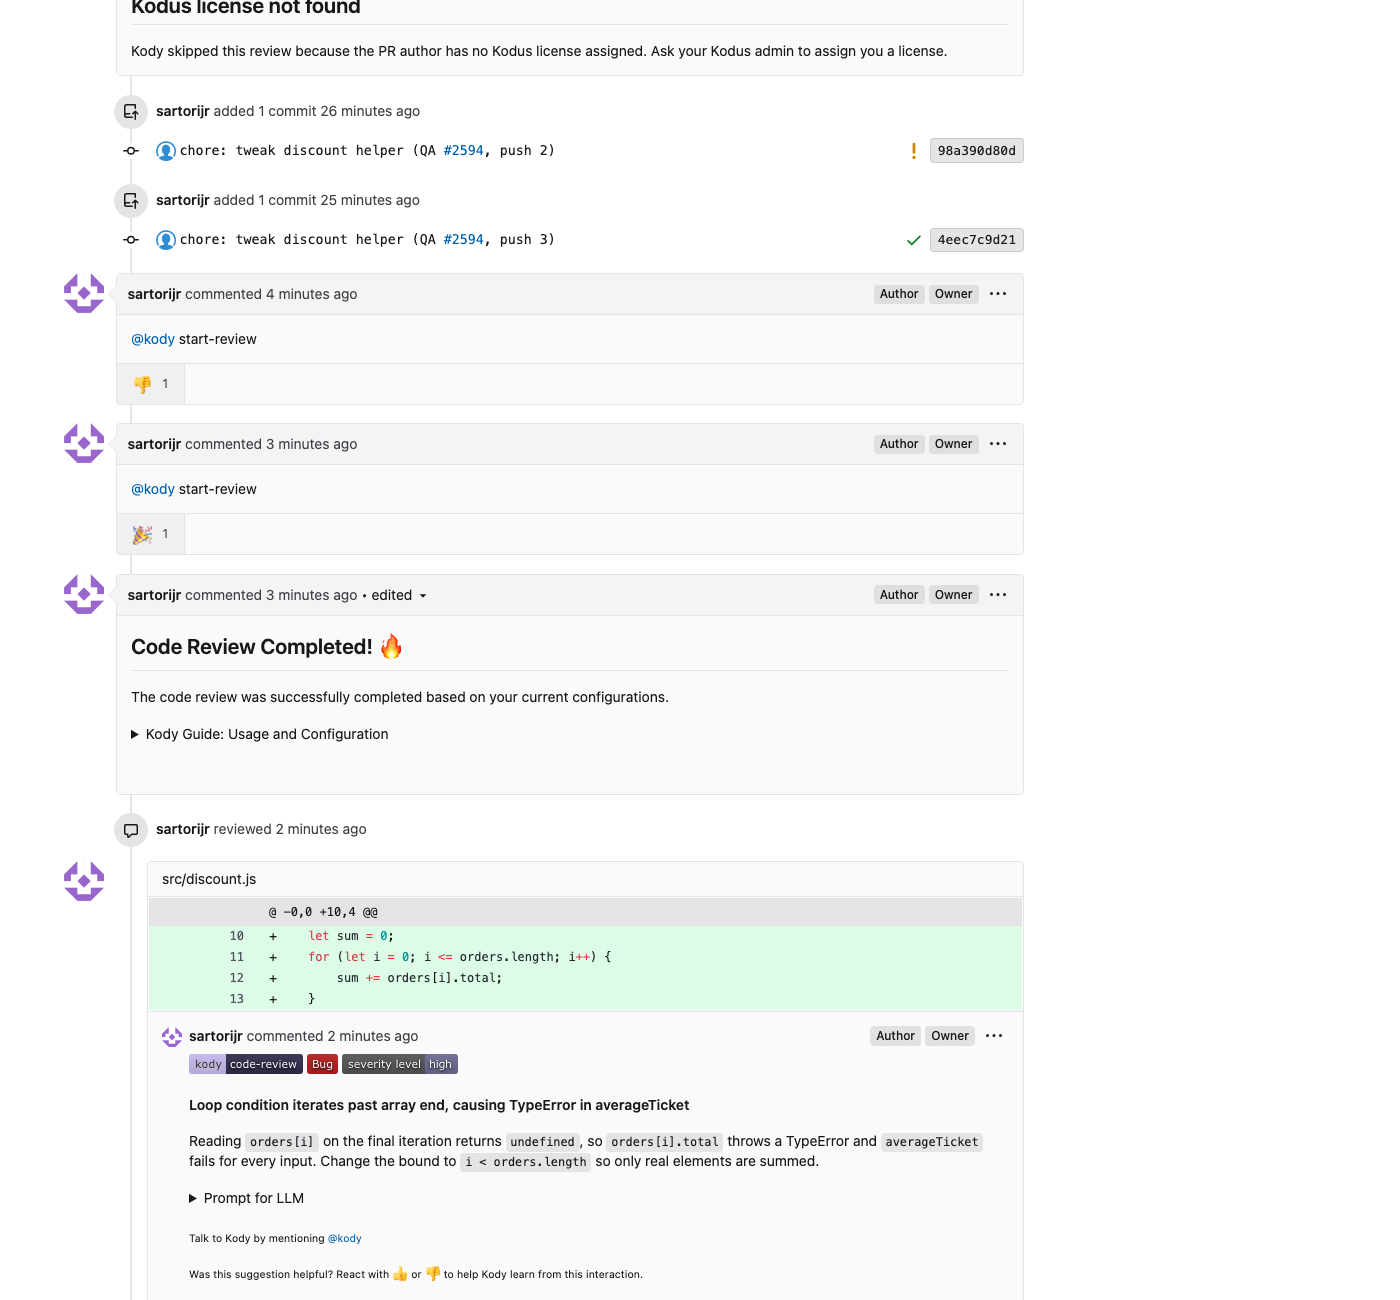 Kodus license not found
Kody skipped this review because the PR author has no Kodus license assigned. Ask your Kodus admin to assign you a license.
sartorijr added 1 commit 26 minutes ago
chore: tweak discount helper (QA #2594, push 2)
98a390d80d
sartorijr added 1 commit 25 minutes ago
chore: tweak discount helper (QA #2594, push 3)
4eec7c9d21
sartorijr commented 4 minutes ago
Author Owner
@kody start-review
👎 1
sartorijr commented 3 minutes ago
Author Owner
@kody start-review
🎉 1
sartorijr commented 3 minutes ago • edited
Author Owner
Code Review Completed! 🔥
The code review was successfully completed based on your current configurations.
Kody Guide: Usage and Configuration
sartorijr reviewed 2 minutes ago
src/discount.js
@ -0,0 +10,4 @@
10 + let sum = 0;
11 + for (let i = 0; i <= orders.length; i++) {
12 + sum += orders[i].total;
13 + }
sartorijr commented 2 minutes ago
Author Owner
kody code-review Bug severity level high
Loop condition iterates past array end, causing TypeError in averageTicket
Reading orders[i] on the final iteration returns undefined, so orders[i].total throws a TypeError and averageTicket
fails for every input. Change the bound to i < orders.length so only real elements are summed.
Prompt for LLM
Talk to Kody by mentioning @kody
Was this suggestion helpful? React with 👍 or 👎 to help Kody learn from this interaction.